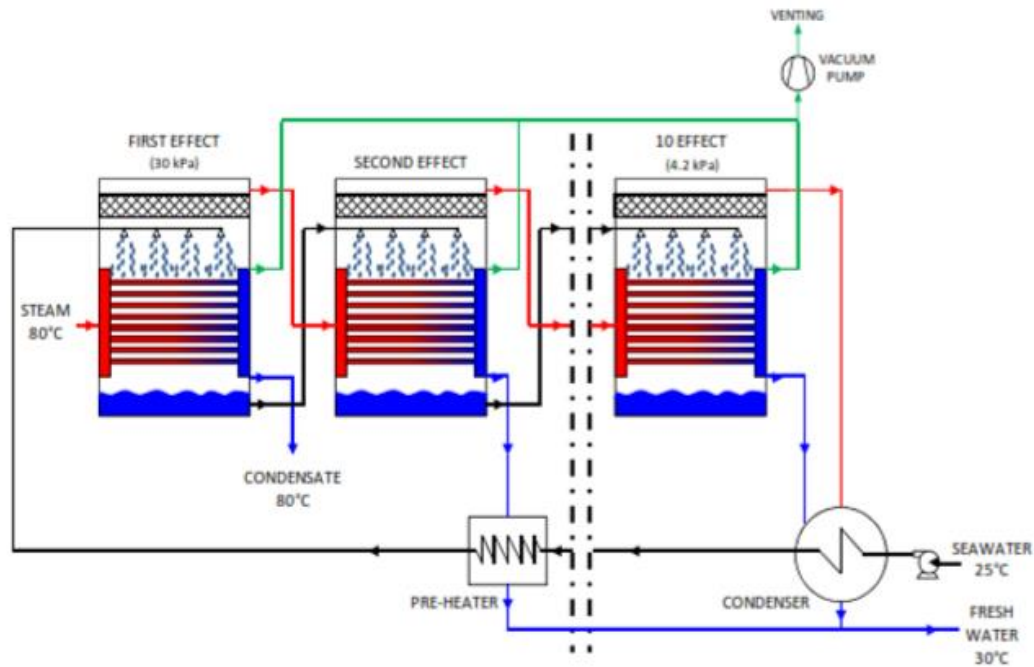 VENTING
VACUUM
PUMP
FIRST EFFECT
(30 kPa)
SECOND EFFECT
10 EFFECT
(4.2 kPa)
STEAM
80°C
CONDENSATE
80°C
PRE-HEATER
CONDENSER
SEAWATER
25°C
FRESH
WATER
30°C